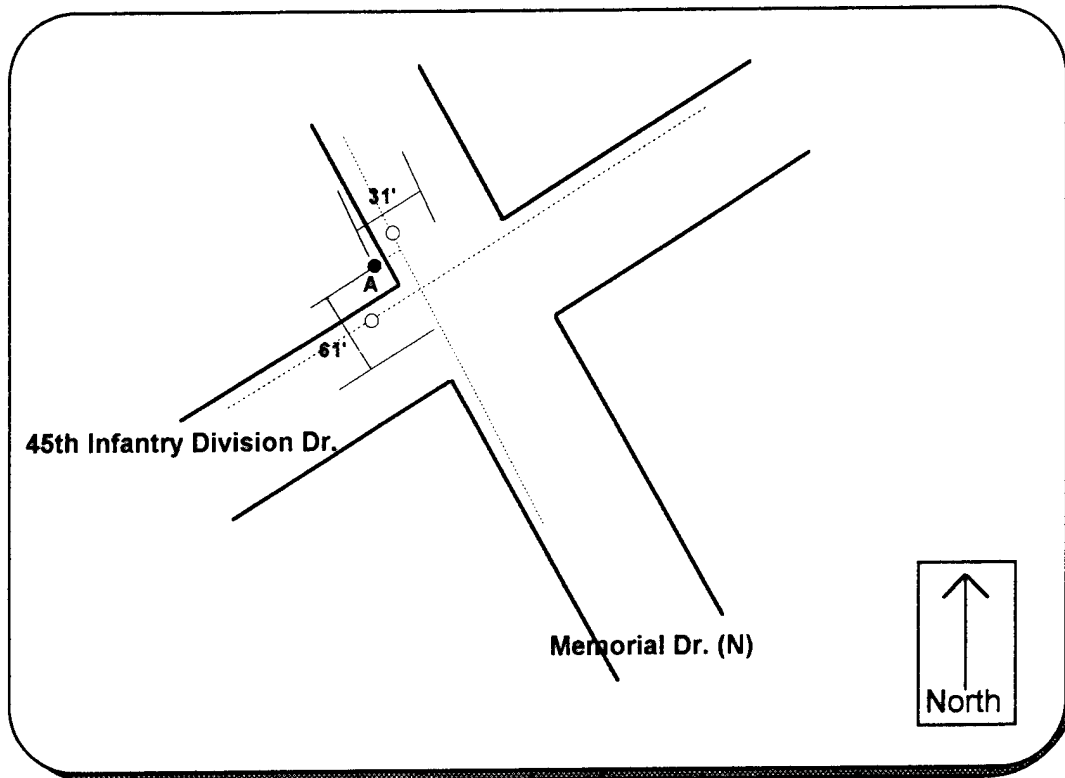 31'
A
61'
45th Infantry Division Dr.
Memorial Dr. (N)
North